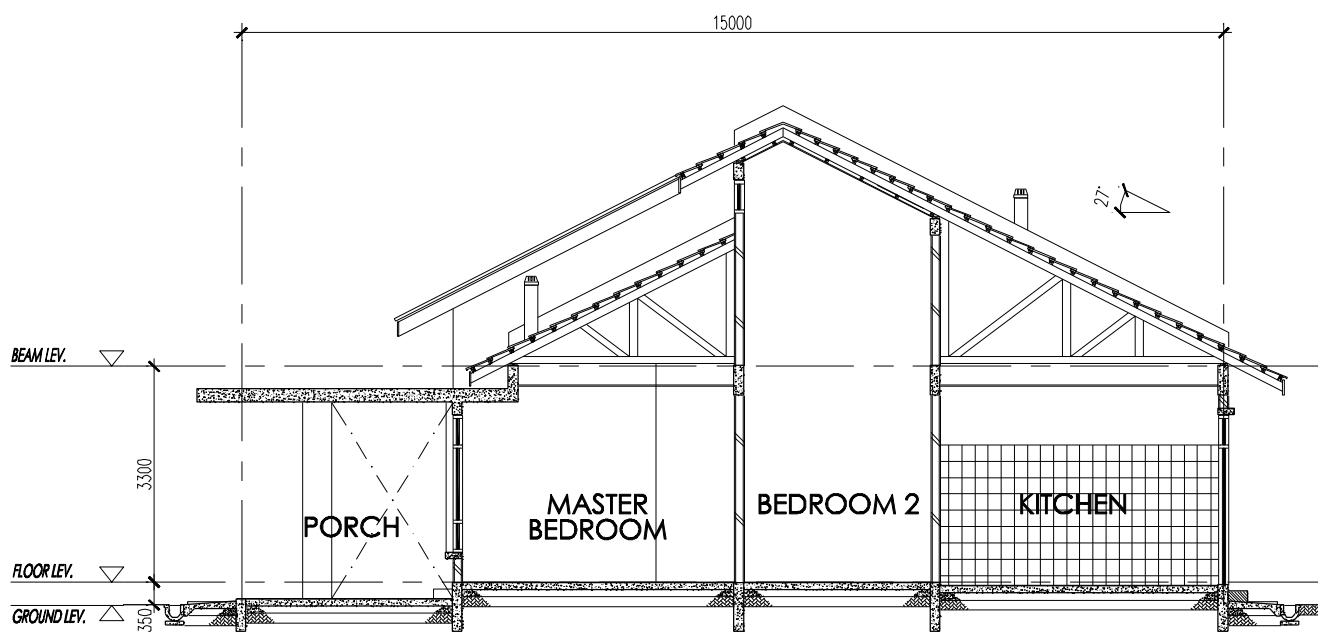 15000
27°
BEAM LEV.
3300
MASTER
BEDROOM
BEDROOM 2
KITCHEN
PORCH
FLOOR LEV.
350
GROUND LEV.